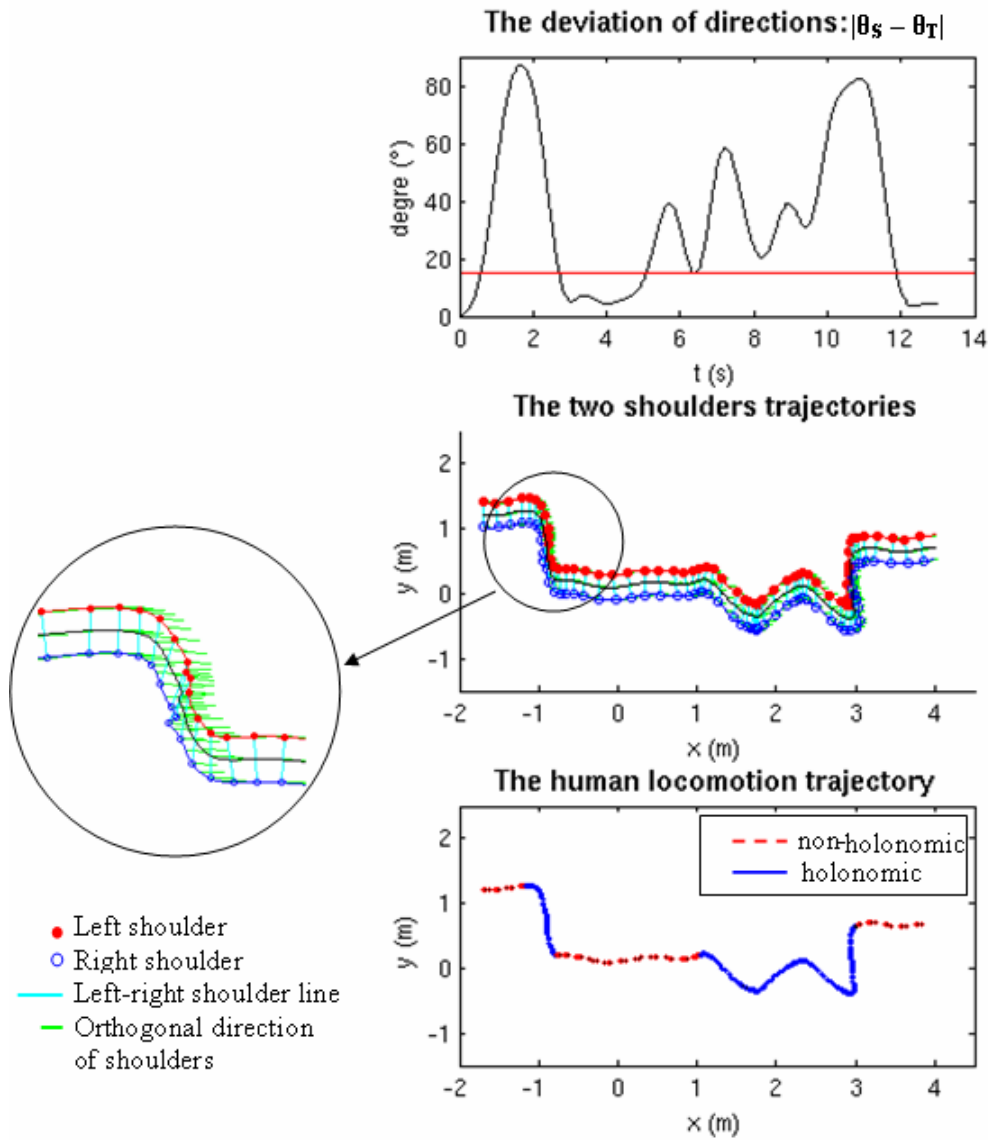 The deviation of directions: |θS – θT|
80
60
40
20
0
degre (°)
0 2 4 6 8 10 12 14
t (s)
The two shoulders trajectories
2
1
0
-1
y (m)
-2 -1 0 1 2 3 4
x (m)
The human locomotion trajectory
non-holonomic
holonomic
2
1
0
-1
y (m)
-2 -1 0 1 2 3 4
x (m)
Left shoulder
Right shoulder
Left-right shoulder line
Orthogonal direction
of shoulders